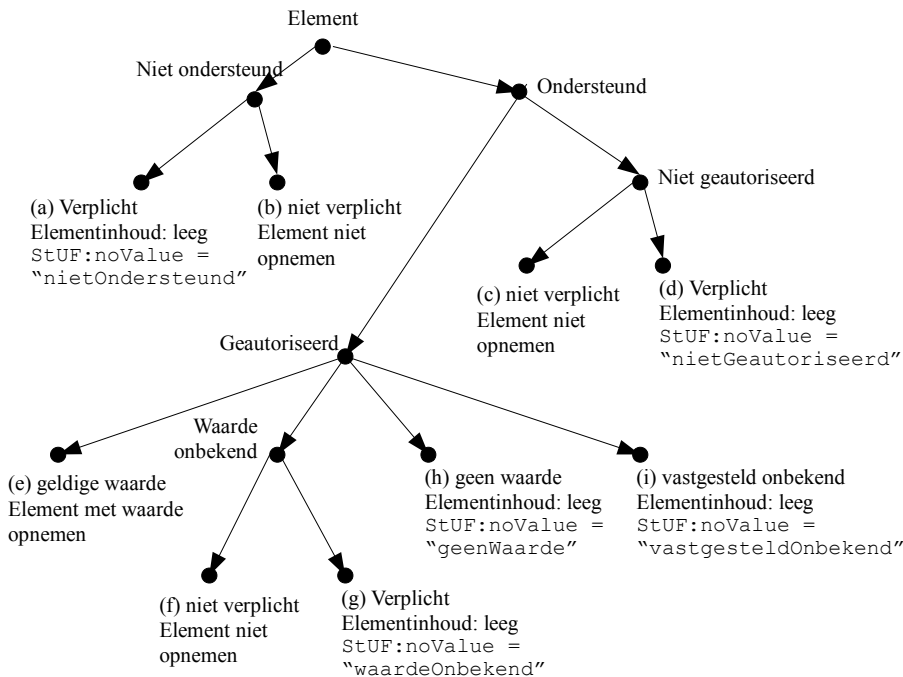 Element
Niet ondersteund
Ondersteund
Niet geautoriseerd
(a) Verplicht
Elementinhoud: leeg
StUF:noValue =
“nietOndersteund”
(b) niet verplicht
Element niet
opnemen
(c) niet verplicht
Element niet
opnemen
(d) Verplicht
Elementinhoud: leeg
StUF:noValue =
“nietGeautoriseerd”
Geautoriseerd
Waarde
onbekend
(e) geldige waarde
Element met waarde
opnemen
(h) geen waarde
Elementinhoud: leeg
StUF:noValue =
“geenWaarde”
(i) vastgesteld onbekend
Elementinhoud: leeg
StUF:noValue =
“vastgesteldOnbekend”
(f) niet verplicht
Element niet
opnemen
(g) Verplicht
Elementinhoud: leeg
StUF:noValue =
“waardeOnbekend”